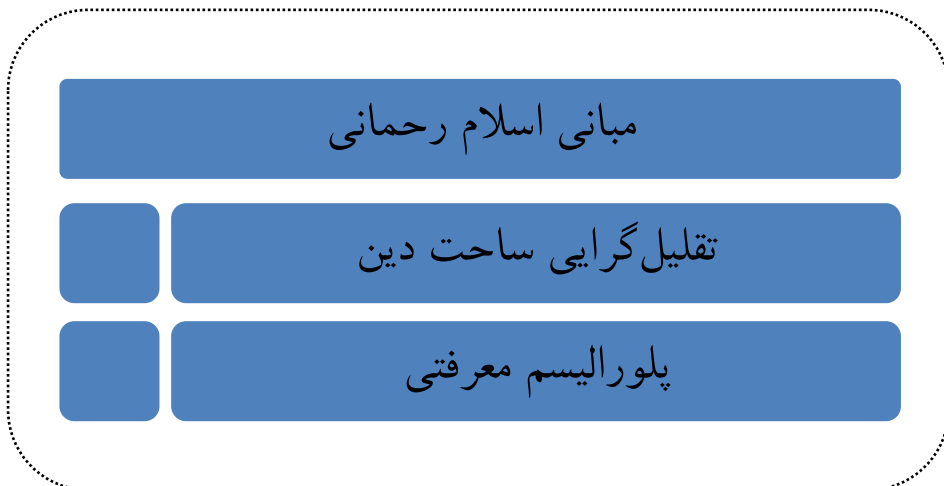 مبانی اسلام رحمانی
تقلیل‌گرایی ساحت دین
پلورالیسم معرفتی